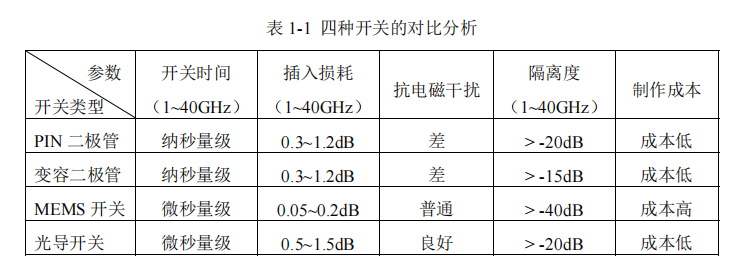 表 1-1 四种开关的对比分析
参数 开关时间 插入损耗 抗电磁干扰 隔离度 制作成本
开关类型 （1~40GHz） （1~40GHz） （1~40GHz）
PIN 二极管 纳秒量级 0.3~1.2dB 差 ＞-20dB 成本低
变容二极管 纳秒量级 0.3~1.2dB 差 ＞-15dB 成本低
MEMS 开关 微秒量级 0.05~0.2dB 普通 ＞-40dB 成本高
光导开关 微秒量级 0.5~1.5dB 良好 ＞-20dB 成本低